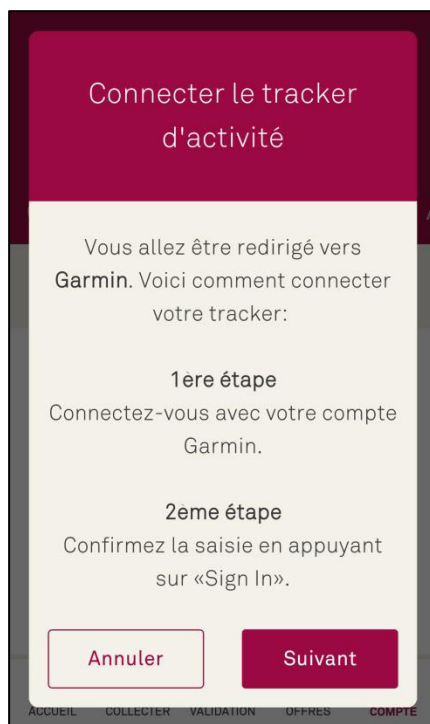 Connecter le tracker
d'activité
Vous allez être redirigé vers
Garmin. Voici comment connecter
votre tracker:
1ère étape
Connectez-vous avec votre compte
Garmin.
2ème étape
Confirmez la saisie en appuyant
sur «Sign In».
Annuler Suivant
ACCUEIL COLLECTER VALIDATION OFFRES COMPTE